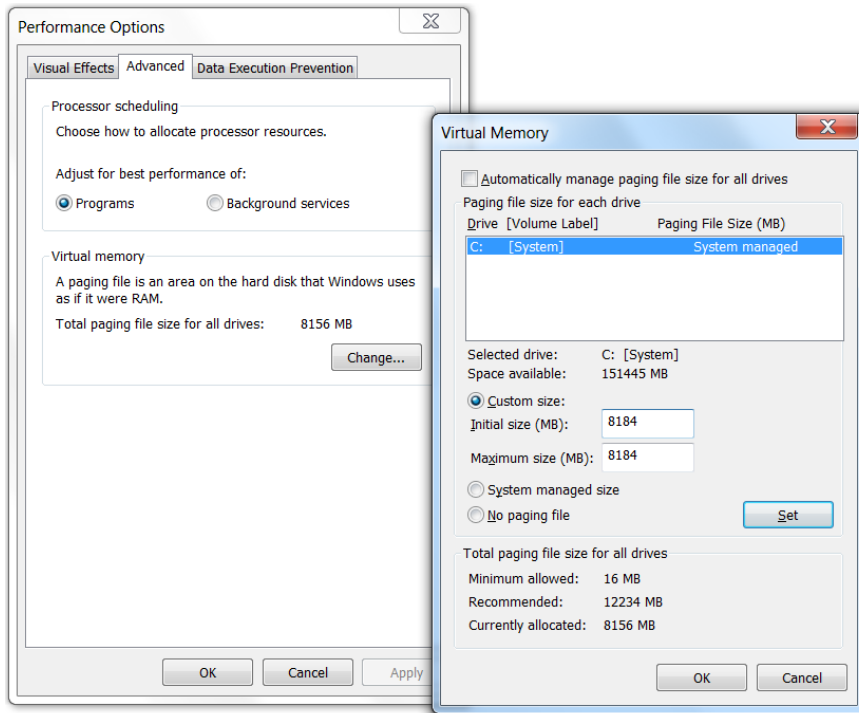 Performance Options
Visual Effects Advanced Data Execution Prevention
Processor scheduling
Choose how to allocate processor resources.
Adjust for best performance of:
Programs Background services
Virtual memory
A paging file is an area on the hard disk that Windows uses
as if it were RAM.
Total paging file size for all drives: 8156 MB
Change...
OK Cancel Apply
Virtual Memory
Automatically manage paging file size for all drives
Paging file size for each drive
Drive [Volume Label] Paging File Size (MB)
C: [System] System managed
Selected drive: C: [System]
Space available: 151445 MB
Custom size:
Initial size (MB): 8184
Maximum size (MB): 8184
System managed size
No paging file Set
Total paging file size for all drives
Minimum allowed: 16 MB
Recommended: 12234 MB
Currently allocated: 8156 MB
OK Cancel